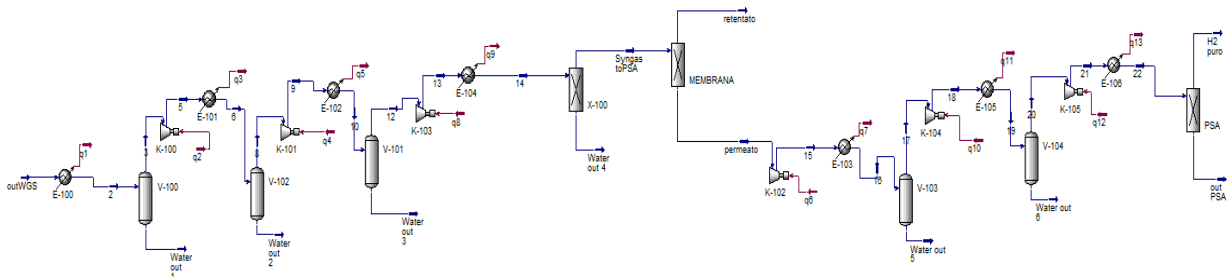 retentato
H2
puro
q13
q9
Syngas
toPSA
q11
21
22
E-106
q5
13
E-104
14
18
E-105
q3
9
E-102
MEMBRANA
K-105
q12
5
E-101
6
X-100
20
PSA
12
K-103
q8
K-104
19
10
q7
K-100
q2
K-101
q4
V-101
permeato
15
17
q10
V-104
q1
3
8
Water
out 4
E-103
16
outWGS
E-100
2
V-100
V-102
K-102
q6
V-103
Water out
6
out
PSA
Water
out
3
Water
out
1
Water
out
2
Water out
5